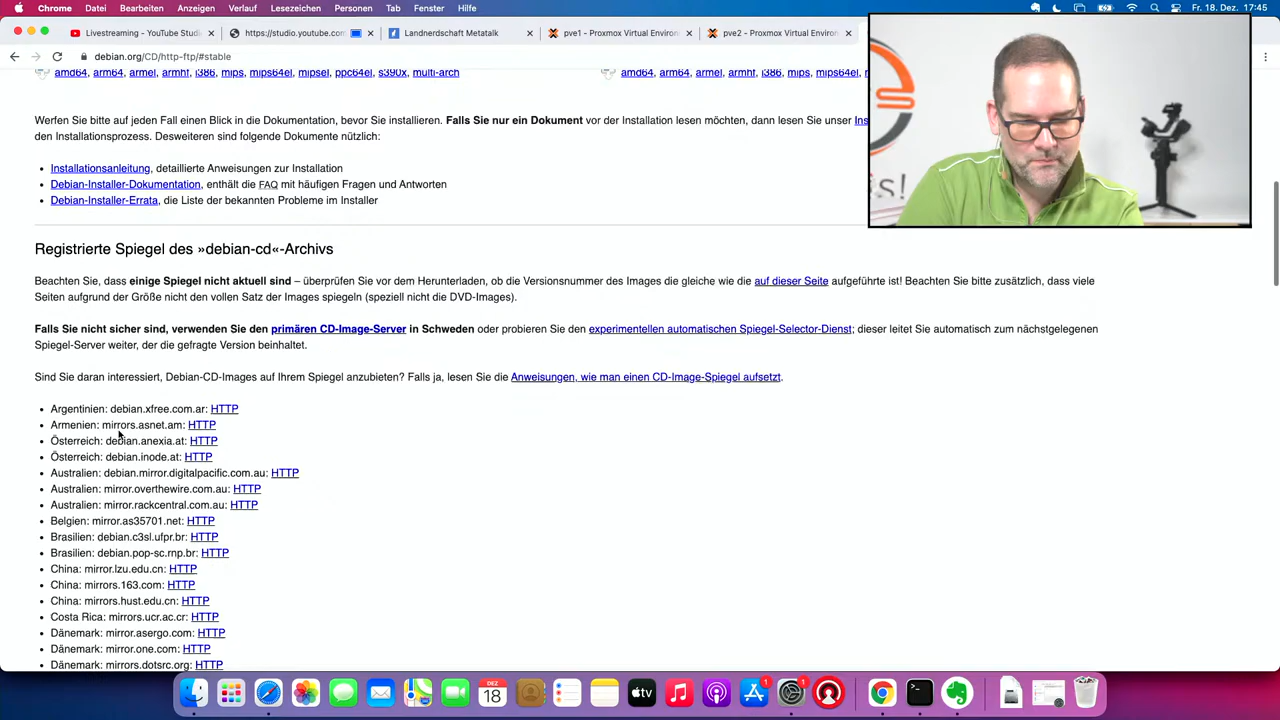 Chrome Datei Bearbeiten Anzeigen Verlauf Lesezeichen Personen Tab Fenster Hilfe Fr. 18. Dez. 17:45
Livestreaming - YouTube Studi https://studio.youtube.com Landnerdschaft Metatalk pve1 - Proxmox Virtual Environ pve2 - Proxmox Virtual Environ
debian.org/CD/http-ftp/#stable
amd64, arm64, armel, armhf, i386, mips, mips64el, mipsel, ppc64el, s390x, multi-arch amd64, arm64, armel, armhf, i386, mips, mips64el,
Werfen Sie bitte auf jeden Fall einen Blick in die Dokumentation, bevor Sie installieren. Falls Sie nur ein Dokument vor der Installation lesen möchten, dann lesen Sie unser Ins
den Installationsprozess. Desweiteren sind folgende Dokumente nützlich:
Installationsanleitung, detaillierte Anweisungen zur Installation
Debian-Installer-Dokumentation, enthält die FAQ mit häufigen Fragen und Antworten
Debian-Installer-Errata, die Liste der bekannten Probleme im Installer
Registrierte Spiegel des »debian-cd«-Archivs
Beachten Sie, dass einige Spiegel nicht aktuell sind – überprüfen Sie vor dem Herunterladen, ob die Versionsnummer des Images die gleiche wie die auf dieser Seite aufgeführte ist! Beachten Sie bitte zusätzlich, dass viele
Seiten aufgrund der Größe nicht den vollen Satz der Images spiegeln (speziell nicht die DVD-Images).
Falls Sie nicht sicher sind, verwenden Sie den primären CD-Image-Server in Schweden oder probieren Sie den experimentellen automatischen Spiegel-Selector-Dienst; dieser leitet Sie automatisch zum nächstgelegenen
Spiegel-Server weiter, der die gefragte Version beinhaltet.
Sind Sie daran interessiert, Debian-CD-Images auf Ihrem Spiegel anzubieten? Falls ja, lesen Sie die Anweisungen, wie man einen CD-Image-Spiegel aufsetzt.
Argentinien: debian.xfree.com.ar: HTTP
Armenien: mirrors.asnet.am: HTTP
Österreich: debian.anexia.at: HTTP
Österreich: debian.inode.at: HTTP
Australien: debian.mirror.digitalpacific.com.au: HTTP
Australien: mirror.overthewire.com.au: HTTP
Australien: mirror.rackcentral.com.au: HTTP
Belgien: mirror.as35701.net: HTTP
Brasilien: debian.c3sl.ufpr.br: HTTP
Brasilien: debian.pop-sc.rnp.br: HTTP
China: mirror.lzu.edu.cn: HTTP
China: mirrors.163.com: HTTP
China: mirrors.hust.edu.cn: HTTP
Costa Rica: mirrors.ucr.ac.cr: HTTP
Dänemark: mirror.asergo.com: HTTP
Dänemark: mirror.one.com: HTTP
Dänemark: mirrors.dotsrc.org: HTTP
DEZ
18
tv
1
1